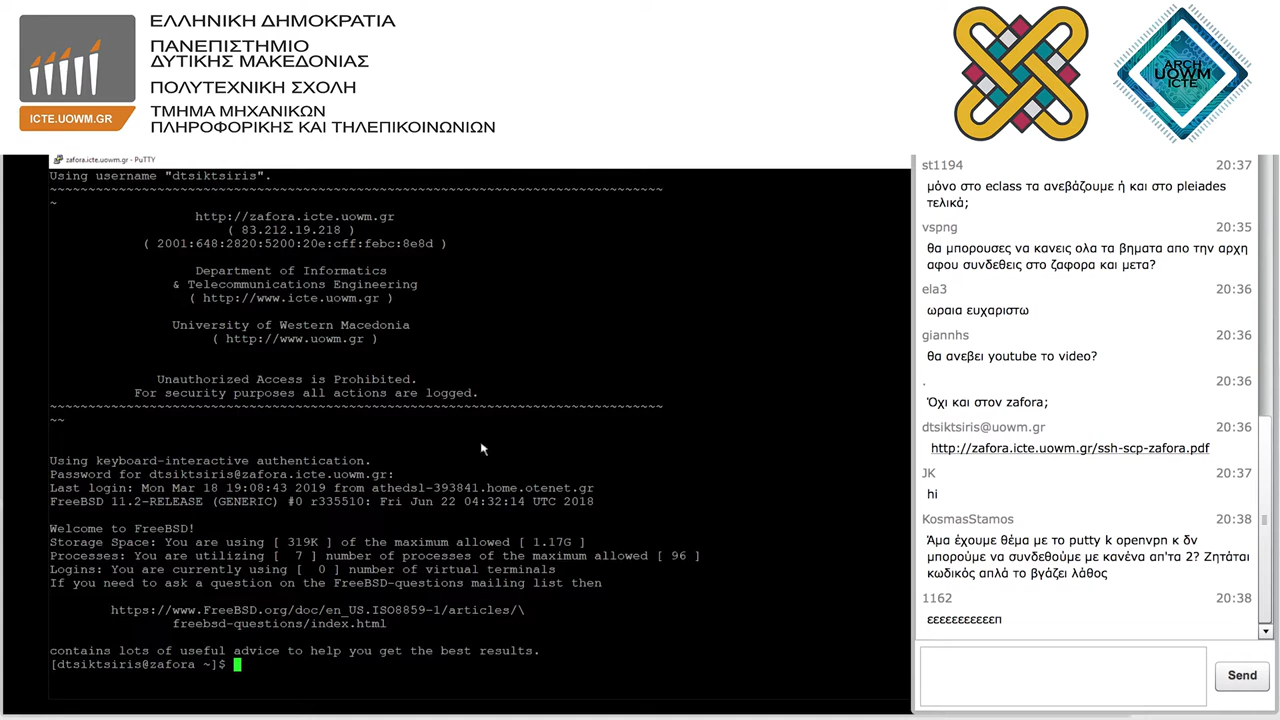 ΕΛΛΗΝΙΚΗ ΔΗΜΟΚΡΑΤΙΑ
ΠΑΝΕΠΙΣΤΗΜΙΟ
ΔΥΤΙΚΗΣ ΜΑΚΕΔΟΝΙΑΣ
ΠΟΛΥΤΕΧΝΙΚΗ ΣΧΟΛΗ
ΤΜΗΜΑ ΜΗΧΑΝΙΚΩΝ
ΠΛΗΡΟΦΟΡΙΚΗΣ ΚΑΙ ΤΗΛΕΠΙΚΟΙΝΩΝΙΩΝ
ICTE.UOWM.GR
ARCH
UOWM
ICTE
zafora.icte.uowm.gr - PuTTY
Using username "dtsiktsiris".
~~~~~~~~~~~~~~~~~~~~~~~~~~~~~~~~~~~~~~~~~~~~~~~~~~~~~~~~~~~~~~~~~~~~~~~~~~~~~~~~
~
http://zafora.icte.uowm.gr
( 83.212.19.218 )
( 2001:648:2820:5200:20e:cff:febc:8e8d )
Department of Informatics
& Telecommunications Engineering
( http://www.icte.uowm.gr )
University of Western Macedonia
( http://www.uowm.gr )
Unauthorized Access is Prohibited.
For security purposes all actions are logged.
~~~~~~~~~~~~~~~~~~~~~~~~~~~~~~~~~~~~~~~~~~~~~~~~~~~~~~~~~~~~~~~~~~~~~~~~~~~~~~~~
~~
Using keyboard-interactive authentication.
Password for dtsiktsiris@zafora.icte.uowm.gr:
Last login: Mon Mar 18 19:08:43 2019 from athedsl-393841.home.otenet.gr
FreeBSD 11.2-RELEASE (GENERIC) #0 r335510: Fri Jun 22 04:32:14 UTC 2018
Welcome to FreeBSD!
Storage Space: You are using [ 319K ] of the maximum allowed [ 1.17G ]
Processes: You are utilizing [ 7 ] number of processes of the maximum allowed [ 96 ]
Logins: You are currently using [ 0 ] number of virtual terminals
If you need to ask a question on the FreeBSD-questions mailing list then
https://www.FreeBSD.org/doc/en_US.ISO8859-1/articles/\
freebsd-questions/index.html
contains lots of useful advice to help you get the best results.
[dtsiktsiris@zafora ~]$
st1194 20:37
μόνο στο eclass τα ανεβάζουμε ή και στο pleiades
τελικά;
vspng 20:35
θα μπορουσες να κανεις ολα τα βηματα απο την αρχη
αφου συνδεθεις στο ζαφορα και μετα?
ela3 20:36
ωραια ευχαριστω
giannhs 20:36
θα ανεβει youtube το video?
. 20:36
Όχι και στον zafora;
dtsiktsiris@uowm.gr 20:36
http://zafora.icte.uowm.gr/ssh-scp-zafora.pdf
JK 20:37
hi
KosmasStamos 20:38
Άμα έχουμε θέμα με το putty k openvpn κ δν
μπορούμε να συνδεθούμε με κανένα απ'τα 2? Ζητάται
κωδικός απλά το βγάζει λάθος
1162 20:38
εεεεεεεεεεεπ
Send